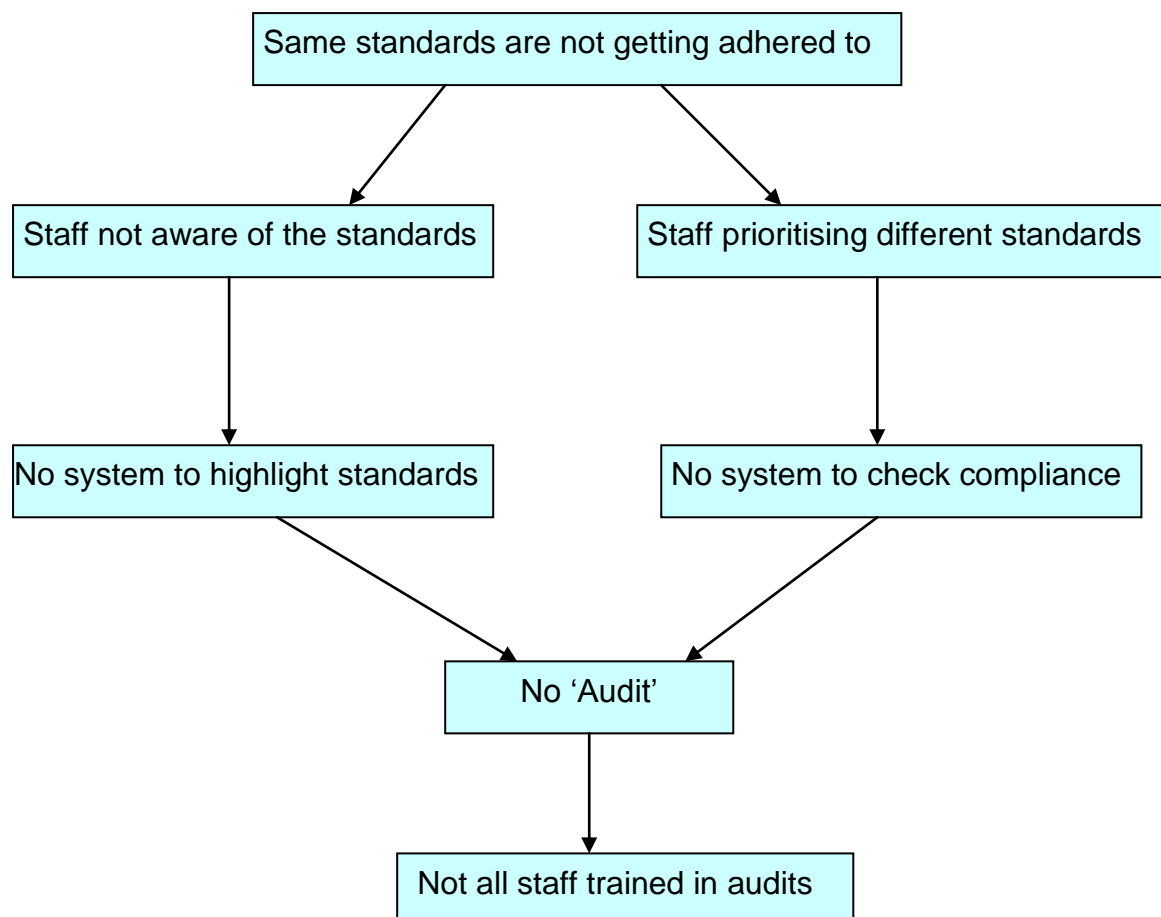 Same standards are not getting adhered to
Staff not aware of the standards
Staff prioritising different standards
No system to highlight standards
No system to check compliance
No ‘Audit’
Not all staff trained in audits